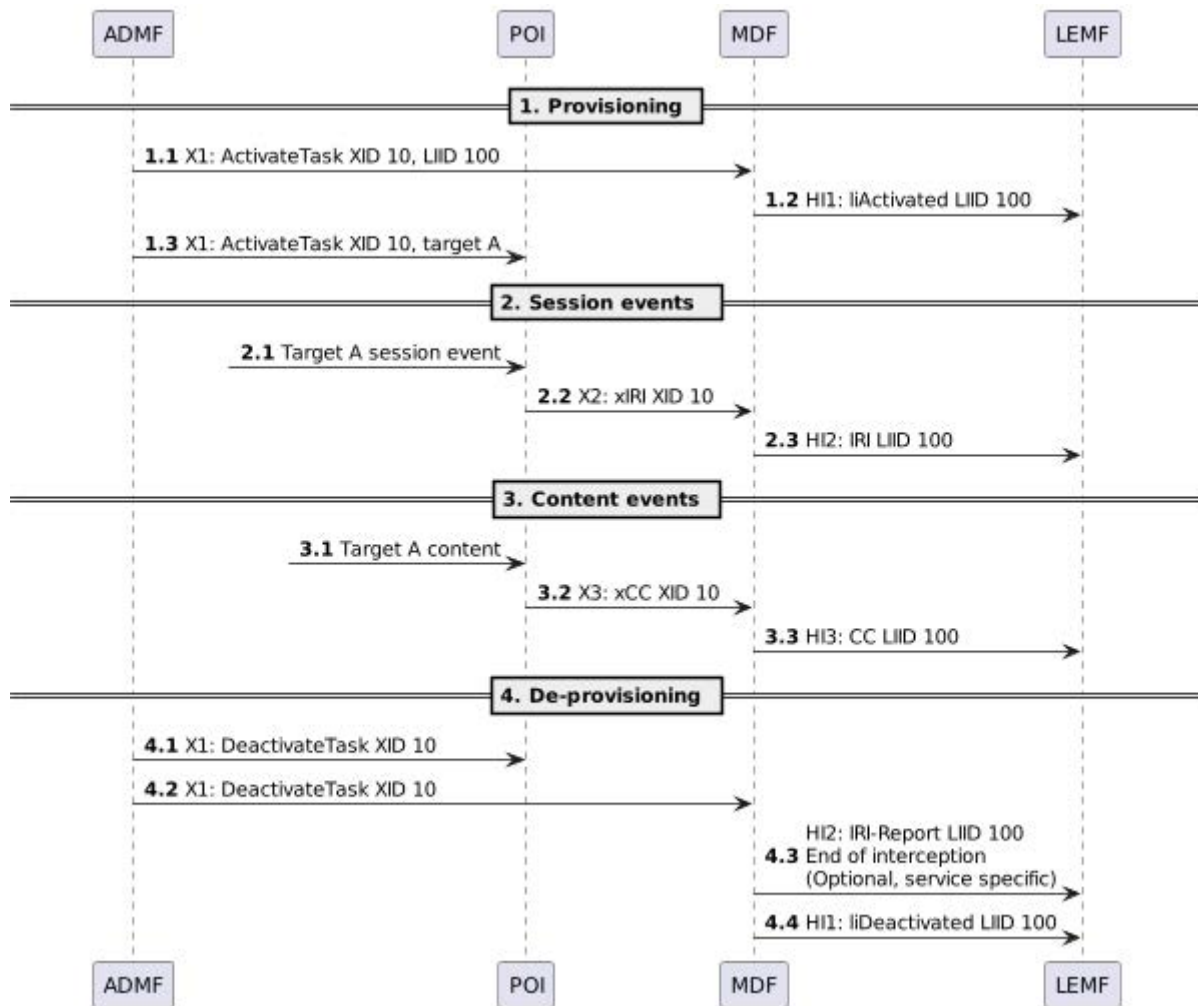 ADMF POI MDF LEMF
1. Provisioning
1.1 X1: ActivateTask XID 10, LIID 100
1.2 HI1: liActivated LIID 100
1.3 X1: ActivateTask XID 10, target A
2. Session events
2.1 Target A session event
2.2 X2: xIRI XID 10
2.3 HI2: IRI LIID 100
3. Content events
3.1 Target A content
3.2 X3: xCC XID 10
3.3 HI3: CC LIID 100
4. De-provisioning
4.1 X1: DeactivateTask XID 10
4.2 X1: DeactivateTask XID 10
HI2: IRI-Report LIID 100
4.3 End of interception
(Optional, service specific)
4.4 HI1: liDeactivated LIID 100
ADMF POI MDF LEMF